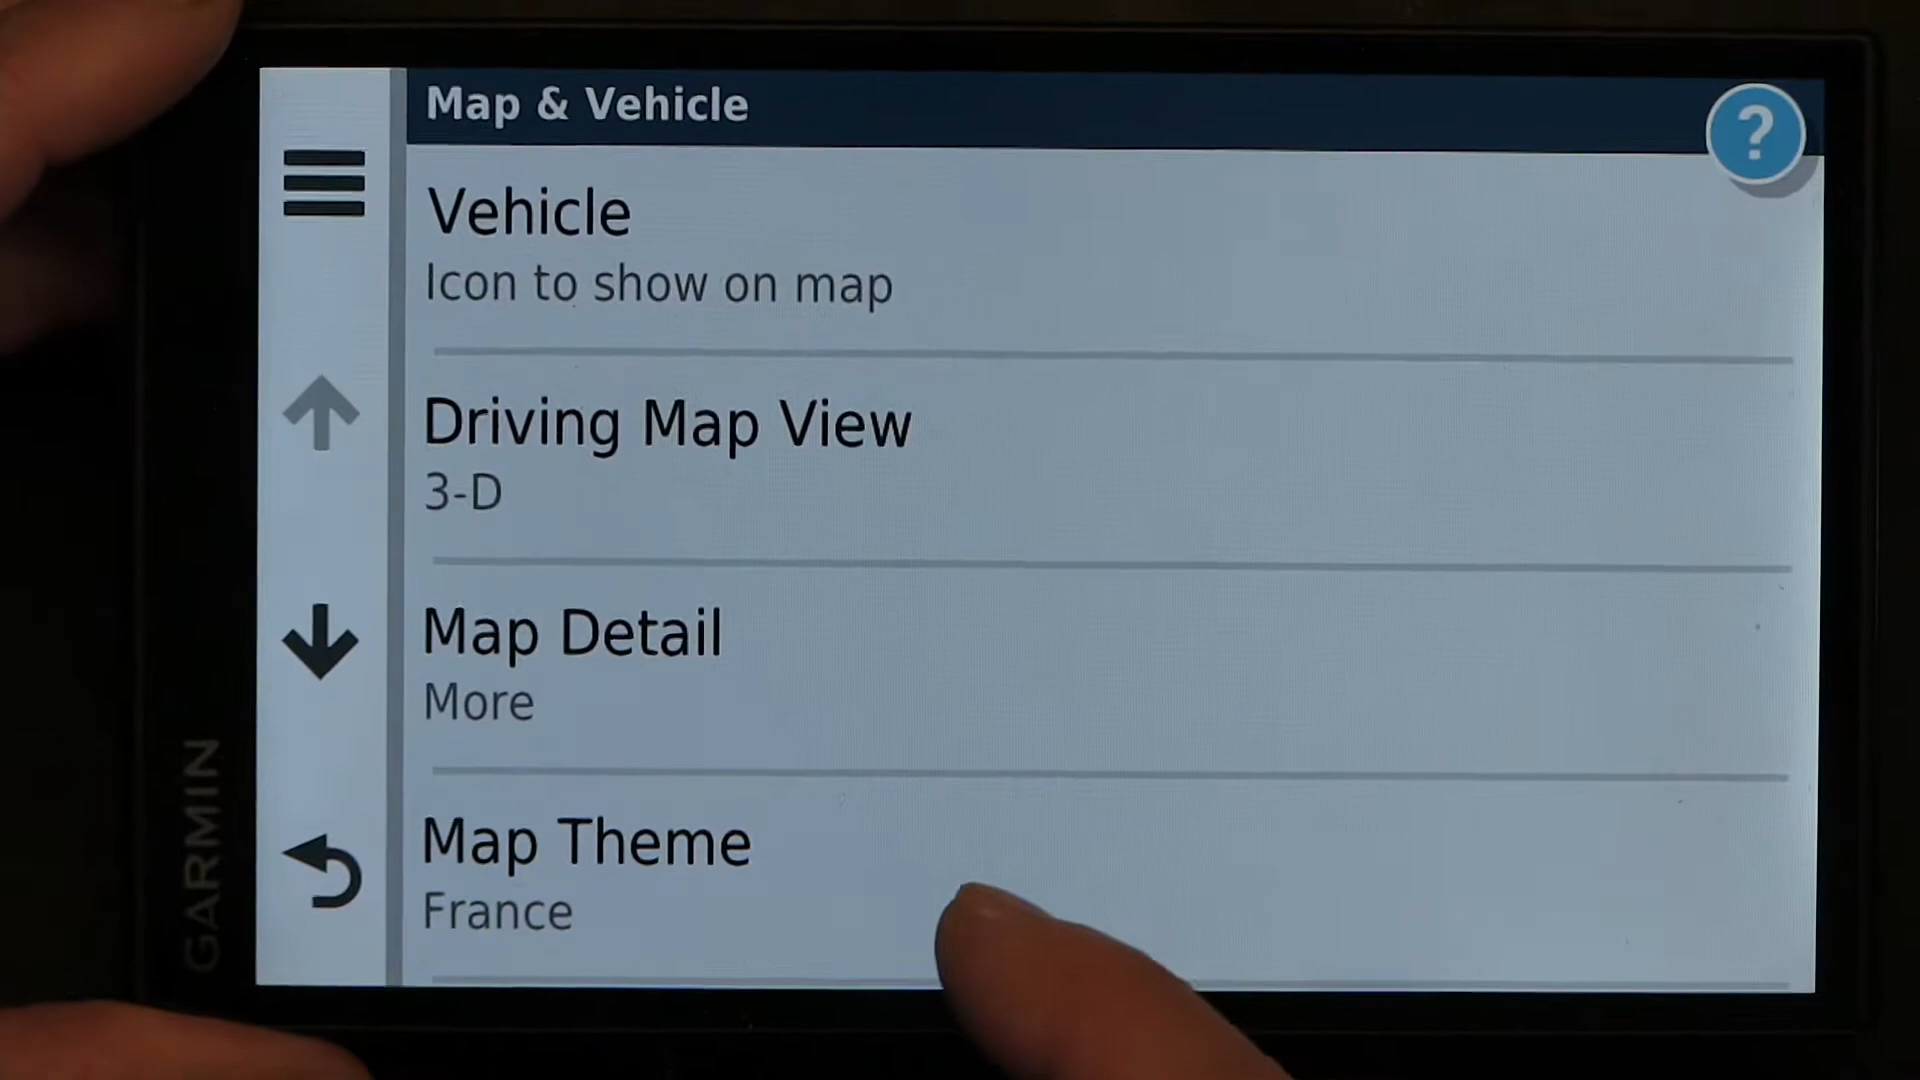 Map & Vehicle
?
Vehicle
Icon to show on map
Driving Map View
3-D
Map Detail
More
Map Theme
France
GARMIN